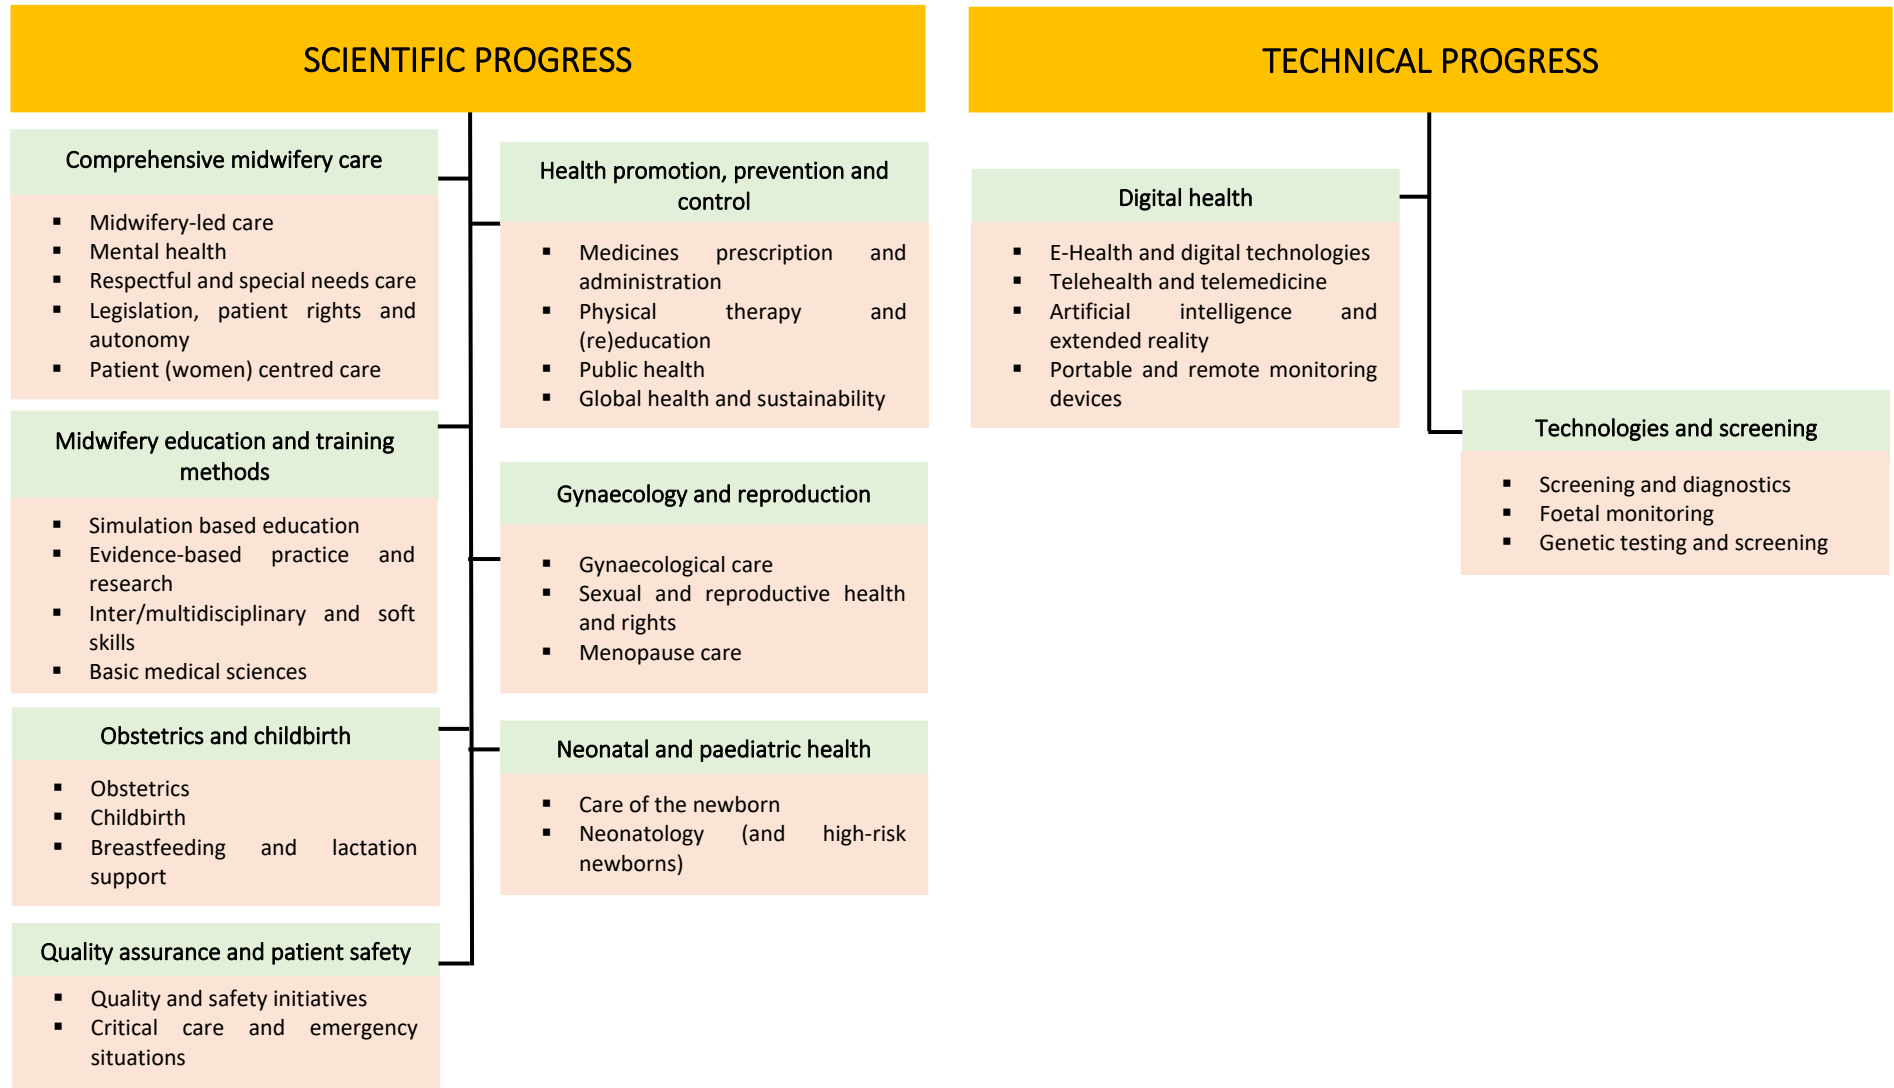 SCIENTIFIC PROGRESS
Comprehensive midwifery care
▪ Midwifery-led care
▪ Mental health
▪ Respectful and special needs care
▪ Legislation, patient rights and
autonomy
▪ Patient (women) centred care
Midwifery education and training
methods
▪ Simulation based education
▪ Evidence-based practice and
research
▪ Inter/multidisciplinary and soft
skills
▪ Basic medical sciences
Obstetrics and childbirth
▪ Obstetrics
▪ Childbirth
▪ Breastfeeding and lactation
support
Quality assurance and patient safety
▪ Quality and safety initiatives
▪ Critical care and emergency
situations
Health promotion, prevention and
control
▪ Medicines prescription and
administration
▪ Physical therapy and
(re)education
▪ Public health
▪ Global health and sustainability
Gynaecology and reproduction
▪ Gynaecological care
▪ Sexual and reproductive health
and rights
▪ Menopause care
Neonatal and paediatric health
▪ Care of the newborn
▪ Neonatology (and high-risk
newborns)
TECHNICAL PROGRESS
Digital health
▪ E-Health and digital technologies
▪ Telehealth and telemedicine
▪ Artificial intelligence and
extended reality
▪ Portable and remote monitoring
devices
Technologies and screening
▪ Screening and diagnostics
▪ Foetal monitoring
▪ Genetic testing and screening